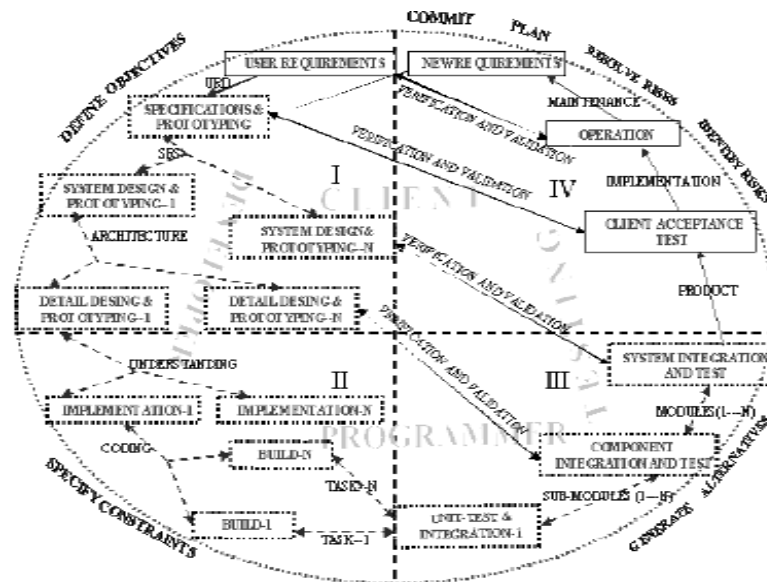 COMMIT PLAN RESOLVE RISKS IDENTIFY RISKS
DEFINE OBJECTIVES
USER REQUIREMENTS
NEWREQUIREMENTS
URD
MAINTENANCE
SPECIFICATIONS &
PROTOTYPING
VERIFICATION AND VALIDATION
OPERATION
VERIFICATION AND VALIDATION
SRS
I
IV
IMPLEMENTATION
SYSTEM DESIGN &
PROTOTYPING--1
DEVELOPER
CLIENT
CLIENT ACCEPTANCE
TEST
ARCHITECTURE
SYSTEM DESIGN&
PROTOTYPING--N
VERIFICATION AND VALIDATION
PRODUCT
DETAIL DESING &
PROTOTYPING--1
DETAIL DESING &
PROTOTYPING--N
VERIFICATION AND VALIDATION
UNDERSTANDING
II
III
SYSTEM INTEGRATION
AND TEST
IMPLEMENTATION-1
IMPLEMENTATION-N
MODULES(1---N)
PROGRAMMER
CODING
BUILD-N
COMPONENT
INTEGRATION AND TEST
TASK--N
SUB-MODULES (1---N)
SPECIFY CONSTRAINTS
BUILD-1
TASK--1
UNIT-TEST &
INTEGRATION-1
GENERATE ALTERNATIVES